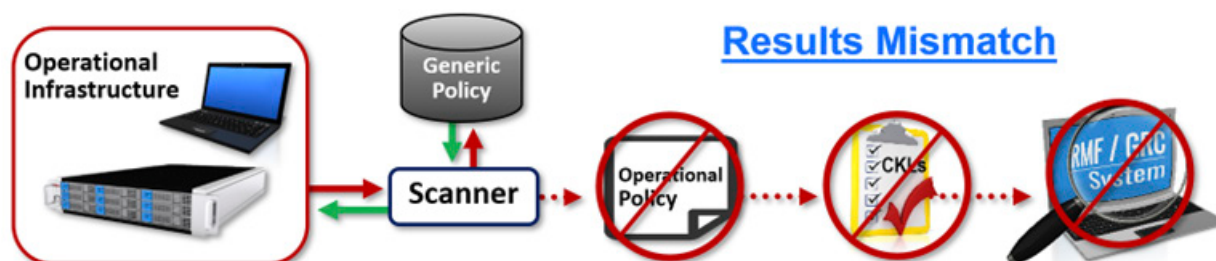 Results Mismatch
Operational
Infrastructure
Generic
Policy
Scanner
Operational
Policy
CKLs
RMF / GRC
System